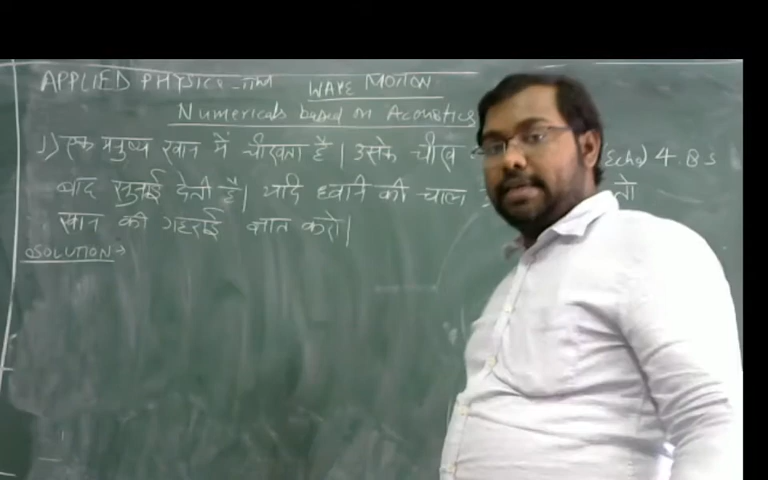 APPLIED PHYSICS-II WAVE MOTION
Numericals based on Acoustics
1) एक मनुष्य खान में चीखता है। उसके चीख Echo) 4.8 s
बाद सुनाई देती है। यदि ध्वनि की चाल तो
खान की गहराई ज्ञात करो।
SOLUTION→